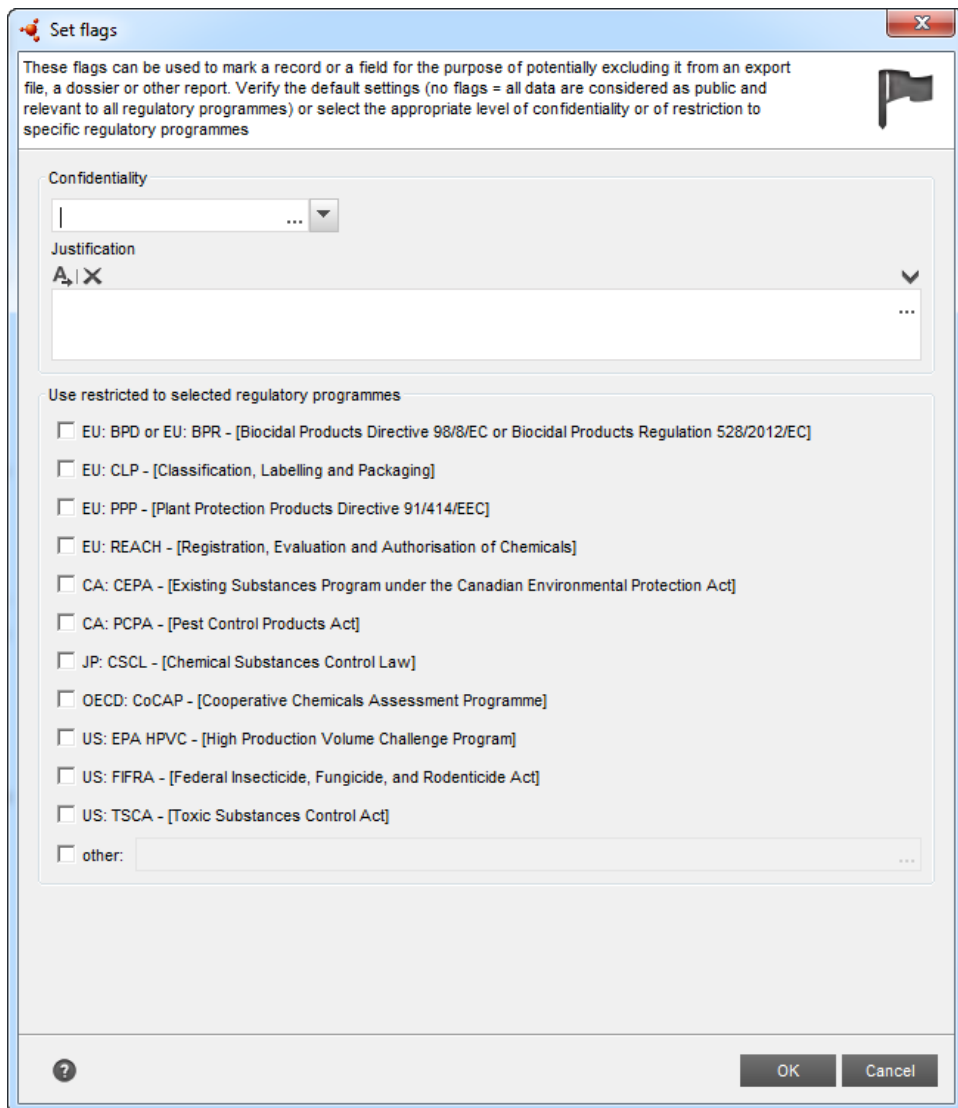 Set flags
These flags can be used to mark a record or a field for the purpose of potentially excluding it from an export
file, a dossier or other report. Verify the default settings (no flags = all data are considered as public and
relevant to all regulatory programmes) or select the appropriate level of confidentiality or of restriction to
specific regulatory programmes
Confidentiality
...
Justification
A
...
Use restricted to selected regulatory programmes
EU: BPD or EU: BPR - [Biocidal Products Directive 98/8/EC or Biocidal Products Regulation 528/2012/EC]
EU: CLP - [Classification, Labelling and Packaging]
EU: PPP - [Plant Protection Products Directive 91/414/EEC]
EU: REACH - [Registration, Evaluation and Authorisation of Chemicals]
CA: CEPA - [Existing Substances Program under the Canadian Environmental Protection Act]
CA: PCPA - [Pest Control Products Act]
JP: CSCL - [Chemical Substances Control Law]
OECD: CoCAP - [Cooperative Chemicals Assessment Programme]
US: EPA HPVC - [High Production Volume Challenge Program]
US: FIFRA - [Federal Insecticide, Fungicide, and Rodenticide Act]
US: TSCA - [Toxic Substances Control Act]
other: ...
? OK Cancel